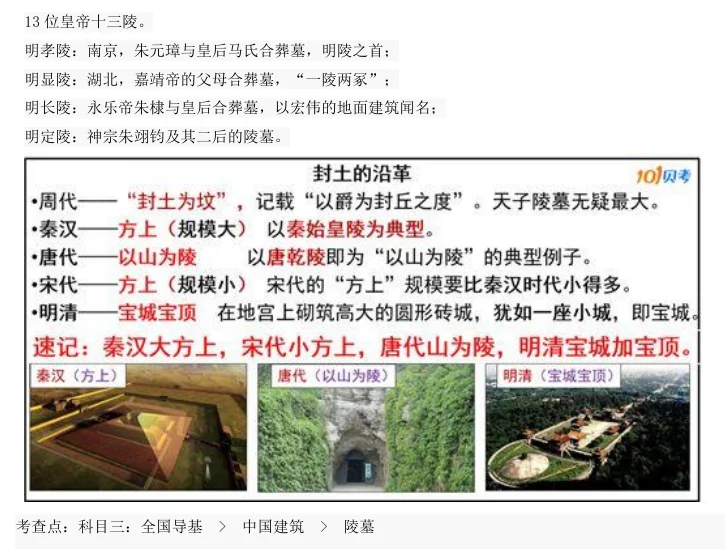 13 位皇帝十三陵。
明孝陵：南京，朱元璋与皇后马氏合葬墓，明陵之首；
明显陵：湖北，嘉靖帝的父母合葬墓，“一陵两冢”；
明长陵：永乐帝朱棣与皇后合葬墓，以宏伟的地面建筑闻名；
明定陵：神宗朱翊钧及其二后的陵墓。
封土的沿革
101贝考
•周代——“封土为坟”，记载“以爵为封丘之度”。天子陵墓无疑最大。
•秦汉——方上（规模大） 以秦始皇陵为典型。
•唐代——以山为陵 以唐乾陵即为“以山为陵”的典型例子。
•宋代——方上（规模小） 宋代的“方上”规模要比秦汉时代小得多。
•明清——宝城宝顶 在地宫上砌筑高大的圆形砖城，犹如一座小城，即宝城。
速记：秦汉大方上，宋代小方上，唐代山为陵，明清宝城加宝顶。
秦汉（方上）
唐代（以山为陵）
明清（宝城宝顶）
考查点：科目三：全国导基 > 中国建筑 > 陵墓